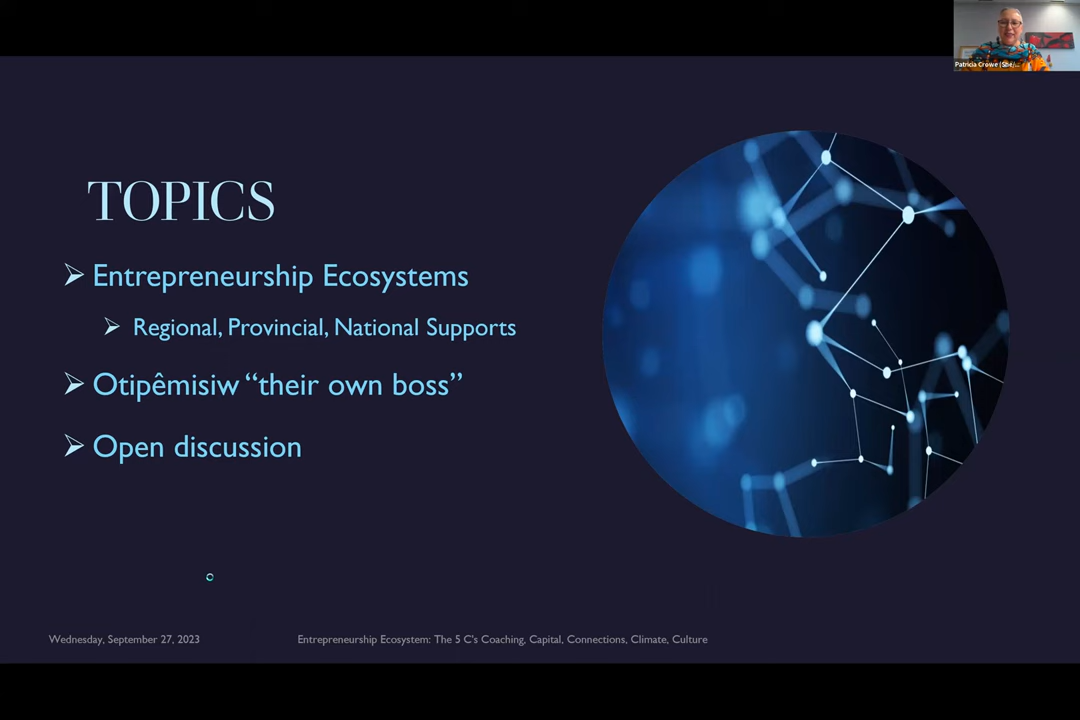 Patricia Crowe (She/...
TOPICS
Entrepreneurship Ecosystems
Regional, Provincial, National Supports
Otipêmisiw “their own boss”
Open discussion
Wednesday, September 27, 2023
Entrepreneurship Ecosystem: The 5 C's Coaching, Capital, Connections, Climate, Culture